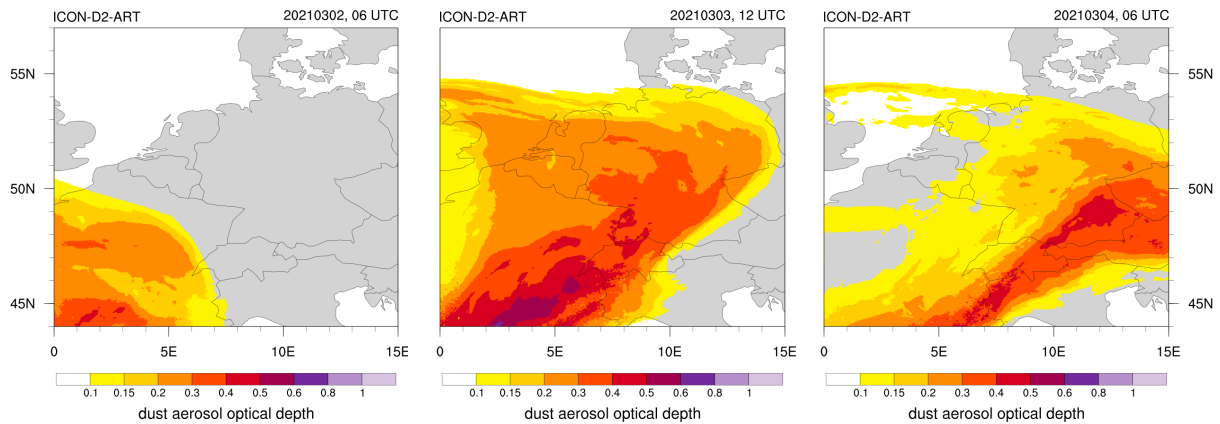 ICON-D2-ART 20210302, 06 UTC
55N
50N
45N
0 5E 10E 15E
0.1 0.15 0.2 0.3 0.4 0.5 0.6 0.8 1
dust aerosol optical depth
ICON-D2-ART 20210303, 12 UTC
0 5E 10E 15E
0.1 0.15 0.2 0.3 0.4 0.5 0.6 0.8 1
dust aerosol optical depth
ICON-D2-ART 20210304, 06 UTC
55N
50N
45N
0 5E 10E 15E
0.1 0.15 0.2 0.3 0.4 0.5 0.6 0.8 1
dust aerosol optical depth